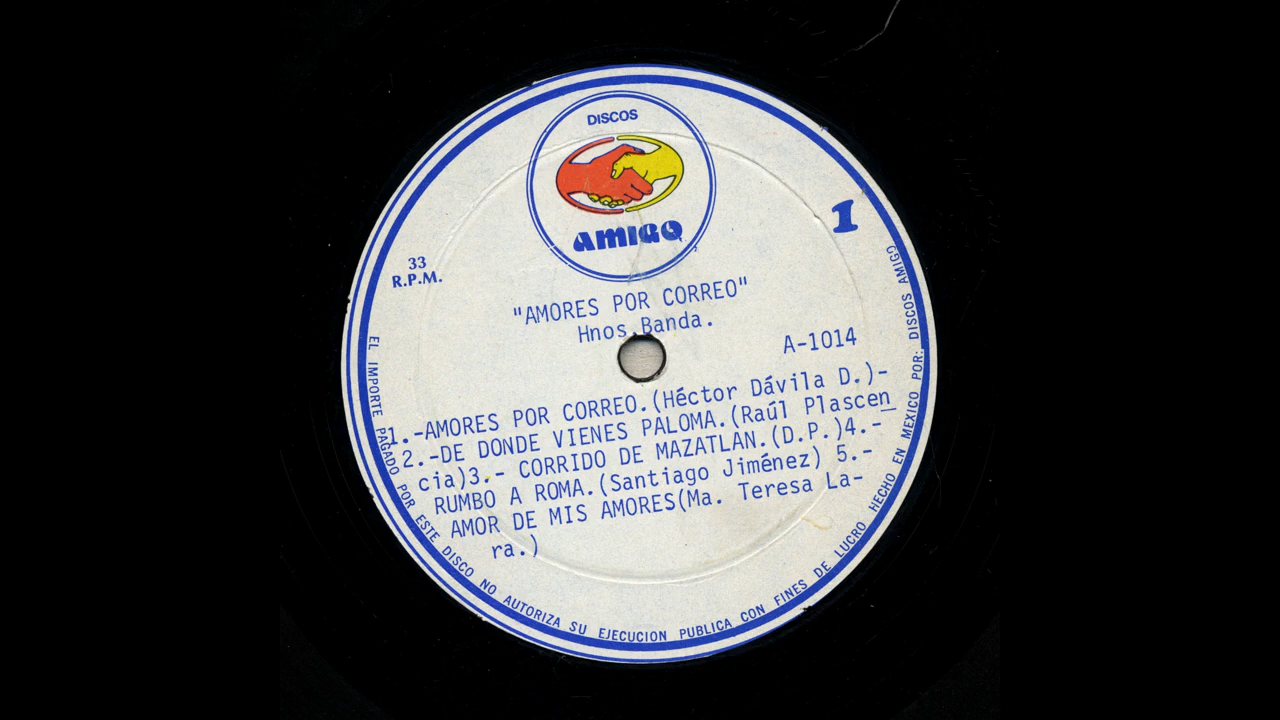 DISCOS
AMIGO
1
33
R.P.M.
"AMORES POR CORREO"
Hnos.Banda.
A-1014
1.-AMORES POR CORREO.(Héctor Dávila D.)-
2.-DE DONDE VIENES PALOMA.(Raúl Plascen_
cia)3.- CORRIDO DE MAZATLAN.(D.P.)4.-
RUMBO A ROMA.(Santiago Jiménez) 5.-
AMOR DE MIS AMORES(Ma. Teresa La-
ra.)
EL IMPORTE PAGADO POR ESTE DISCO NO AUTORIZA SU EJECUCION PUBLICA CON FINES DE LUCRO HECHO EN MEXICO POR: DISCOS AMIGO